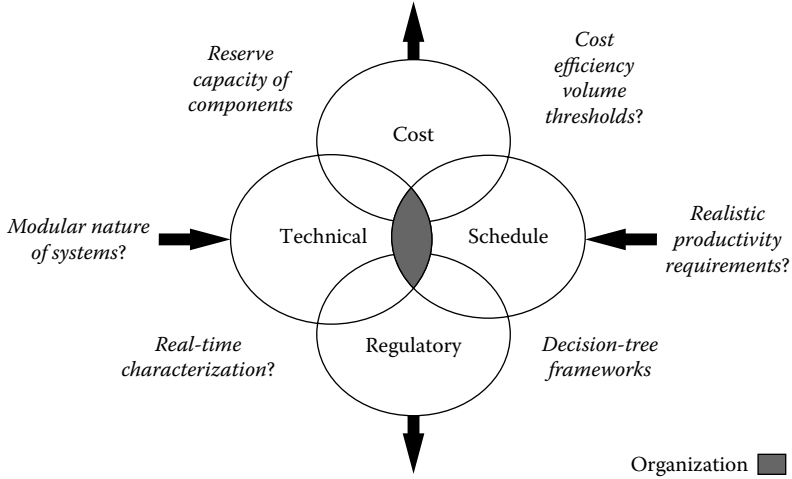 Reserve
capacity of
components
Cost
efficiency
volume
thresholds?
Cost
Modular nature
of systems?
Technical
Schedule
Realistic
productivity
requirements?
Real-time
characterization?
Regulatory
Decision-tree
frameworks
Organization